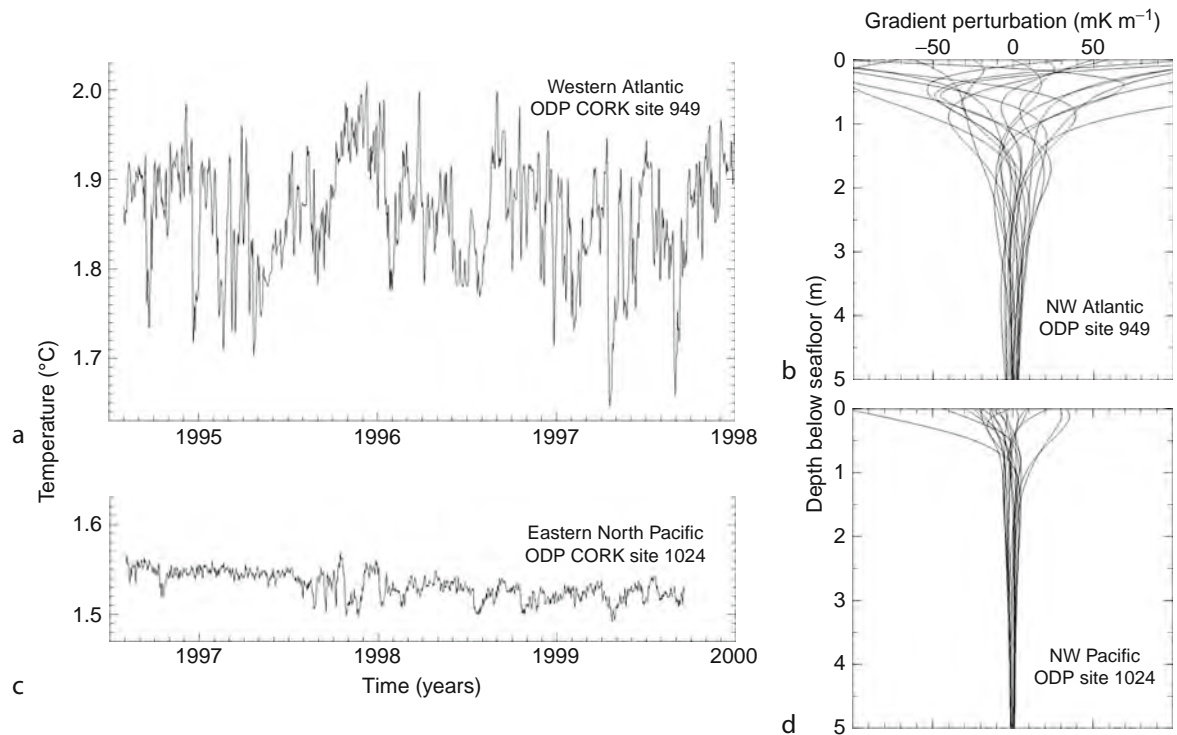 Temperature (°C)
2.0
1.9
1.8
1.7
Western Atlantic
ODP CORK site 949
1995
1996
1997
1998
a
1.6
1.5
Eastern North Pacific
ODP CORK site 1024
1997
1998
1999
2000
Time (years)
c
Gradient perturbation (mK m⁻¹)
−50
0
50
Depth below seafloor (m)
0
1
2
3
4
5
NW Atlantic
ODP site 949
b
0
1
2
3
4
5
NW Pacific
ODP site 1024
d